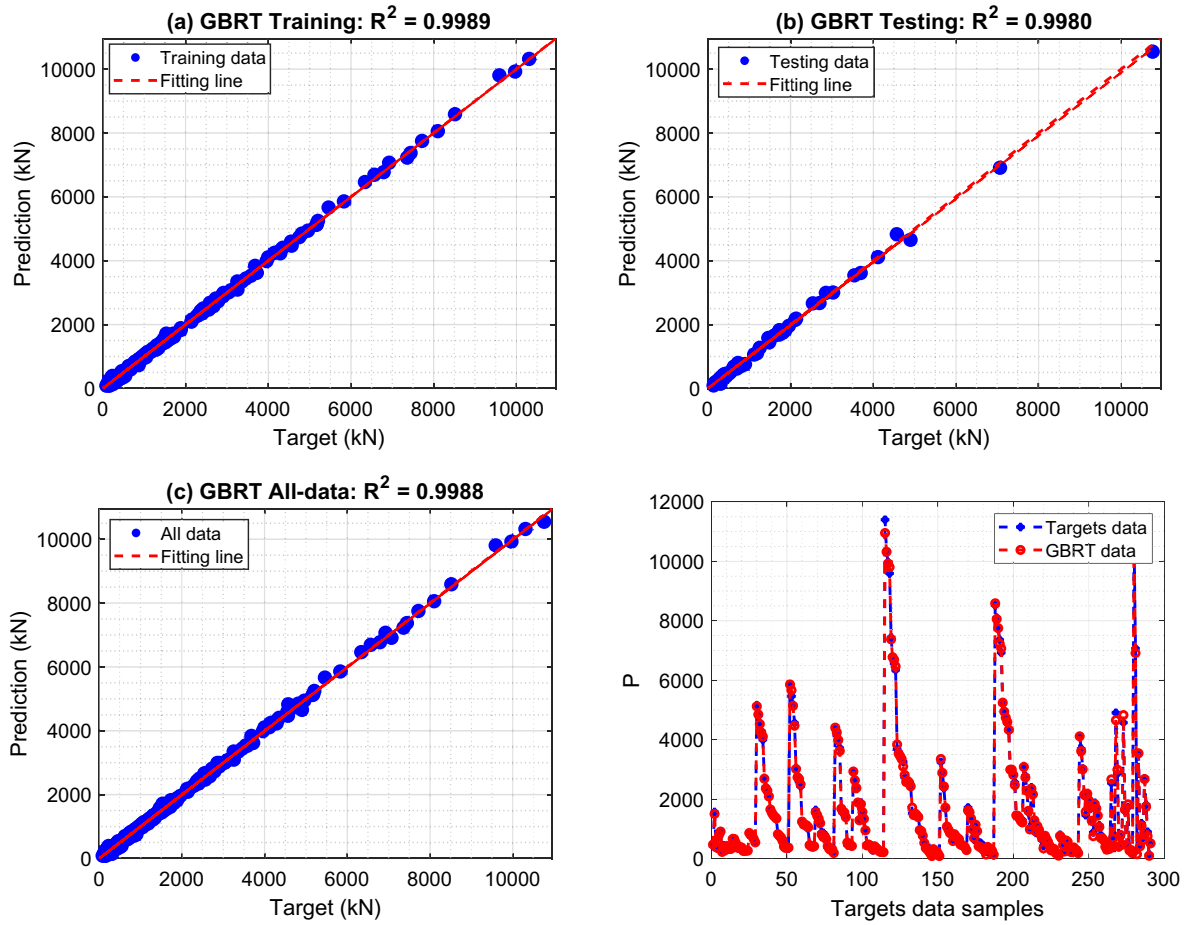 (a) GBRT Training: R² = 0.9989
Training data
Fitting line
10000
8000
6000
4000
2000
0
Prediction (kN)
0 2000 4000 6000 8000 10000
Target (kN)
(b) GBRT Testing: R² = 0.9980
Testing data
Fitting line
10000
8000
6000
4000
2000
0
Prediction (kN)
0 2000 4000 6000 8000 10000
Target (kN)
(c) GBRT All-data: R² = 0.9988
All data
Fitting line
10000
8000
6000
4000
2000
0
Prediction (kN)
0 2000 4000 6000 8000 10000
Target (kN)
Targets data
GBRT data
12000
10000
8000
6000
4000
2000
0
P
0 50 100 150 200 250 300
Targets data samples